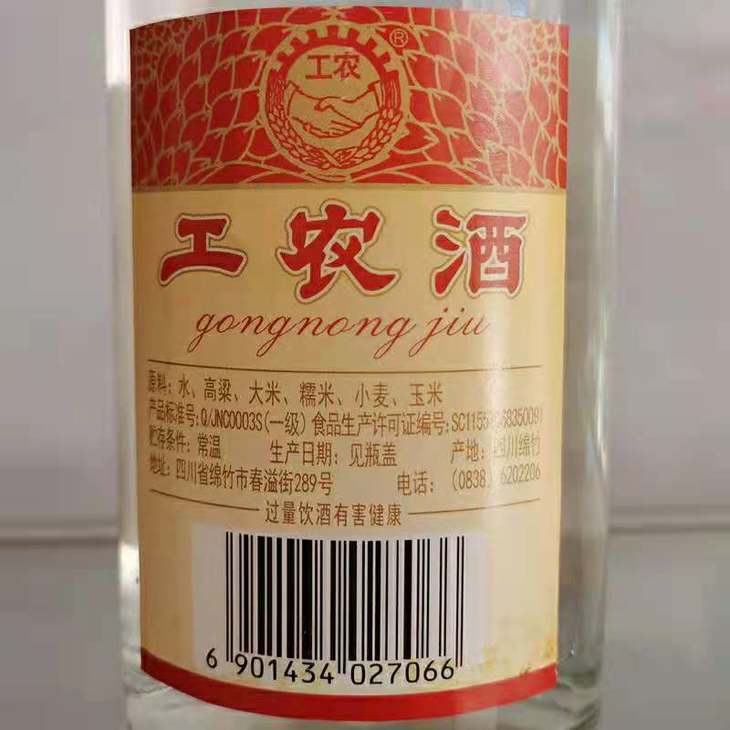 工农
®
工农酒
gongnong jiu
原料：水、高粱、大米、糯米、小麦、玉米
产品标准号：Q/JNC0003S(一级) 食品生产许可证编号：
贮存条件：常温 生产日期：见瓶盖 产地：四川绵竹
地址：四川省绵竹市春溢街289号 电话：（0838）6202206
过量饮酒有害健康
6 901434 027066